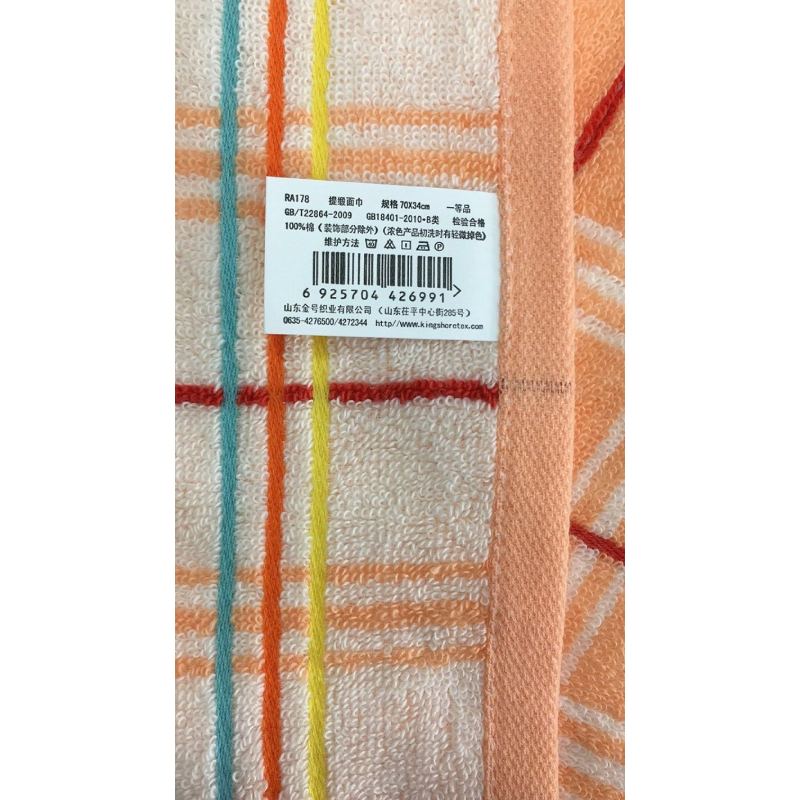 RA178 提缎面巾 规格70X34cm 一等品
GB/T22864-2009 GB18401-2010•B类 检验合格
100%棉(装饰部分除外)(浓色产品初洗时有轻微掉色)
维护方法
6 925704 426991>
山东金号织业有限公司(山东茌平中心街285号)
0635-4276500/4272344 http//www.kingshoretex.com